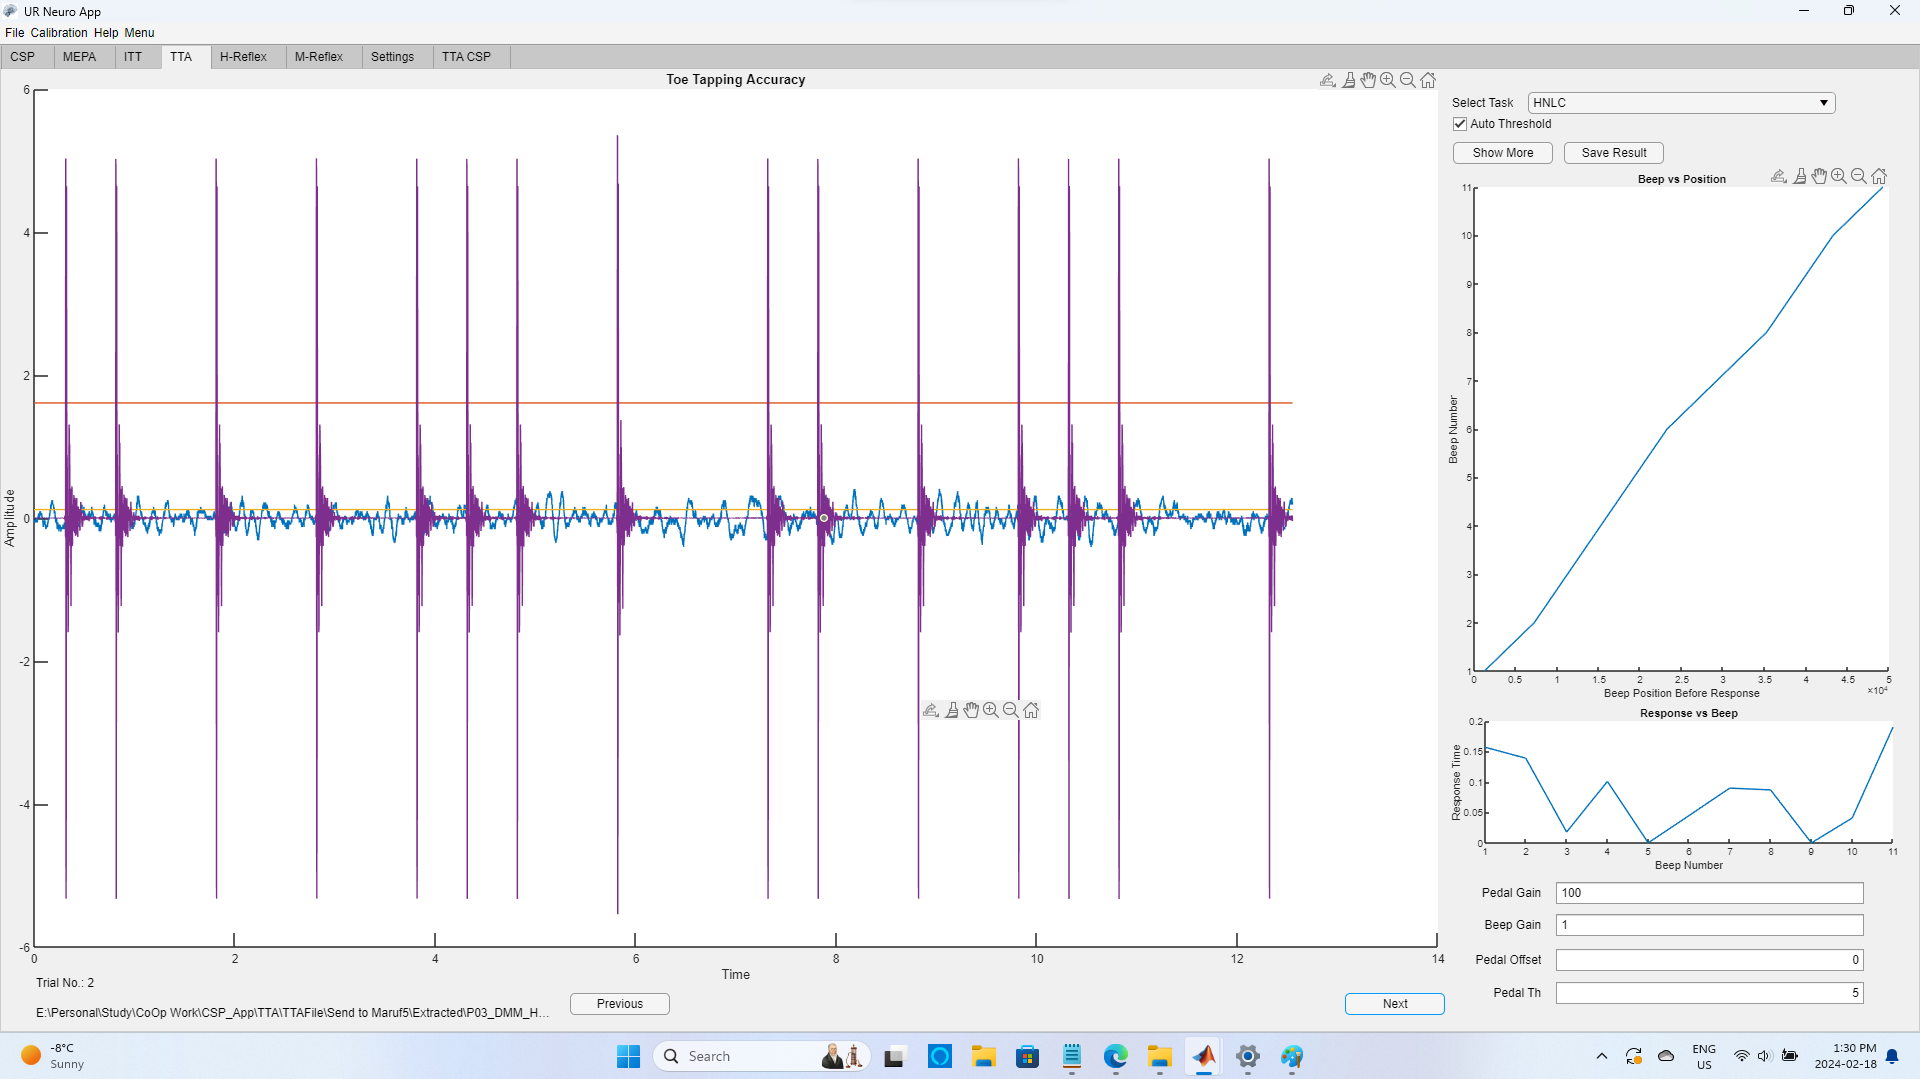 UR Neuro App
File Calibration Help Menu
CSP MEPA ITT TTA H-Reflex M-Reflex Settings TTA CSP
Toe Tapping Accuracy
6
4
2
0
-2
-4
-6
Amplitude
0 2 4 6 8 10 12 14
Time
Trial No.: 2
E:\Personal\Study\CoOp Work\CSP_App\TTA\TTAFile\Send to Maruf5\Extracted\P03_DMM_H...
Previous
Next
Select Task HNLC
Auto Threshold
Show More Save Result
Beep vs Position
11
10
9
8
7
6
5
4
3
2
1
Beep Number
0 0.5 1 1.5 2 2.5 3 3.5 4 4.5 5
×10⁴
Beep Position Before Response
Response vs Beep
0.2
0.15
0.1
0.05
0
Response Time
1 2 3 4 5 6 7 8 9 10 11
Beep Number
Pedal Gain 100
Beep Gain 1
Pedal Offset 0
Pedal Th 5
-8°C
Sunny
Search
ENG
US
1:30 PM
2024-02-18